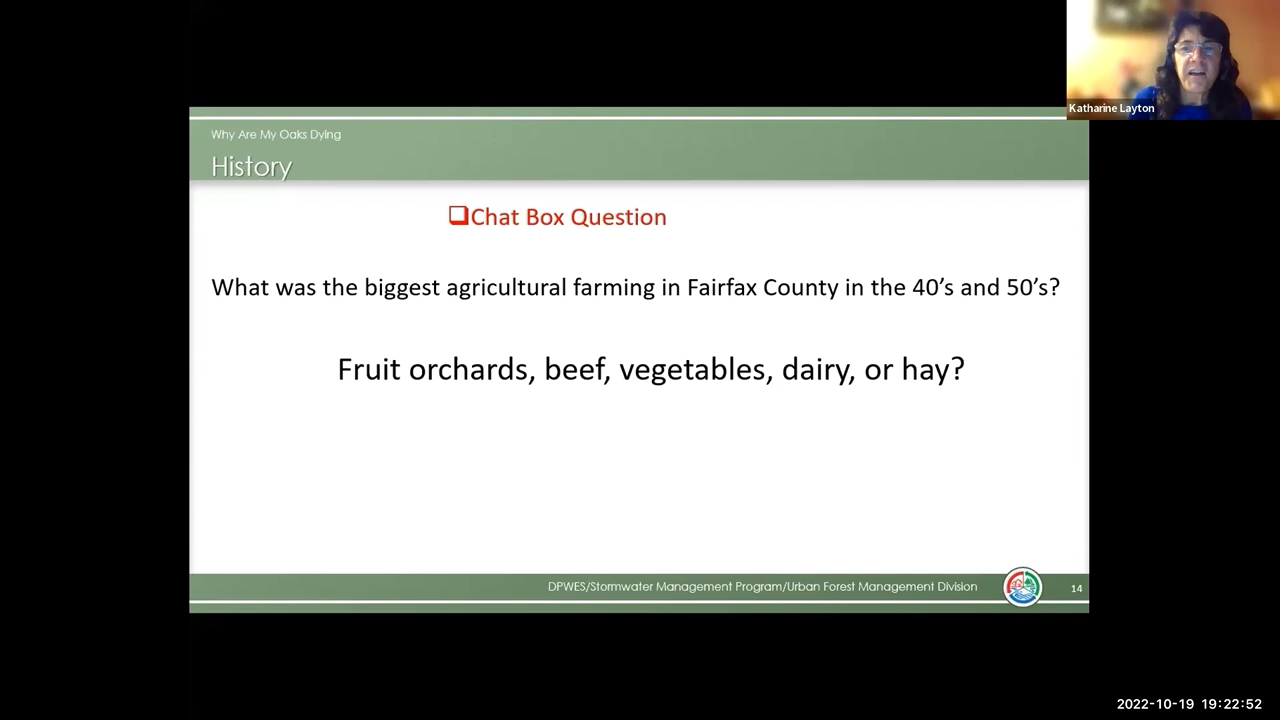 Katharine Layton
Why Are My Oaks Dying
History
❑Chat Box Question
What was the biggest agricultural farming in Fairfax County in the 40’s and 50’s?
Fruit orchards, beef, vegetables, dairy, or hay?
DPWES/Stormwater Management Program/Urban Forest Management Division
14
2022-10-19 19:22:52